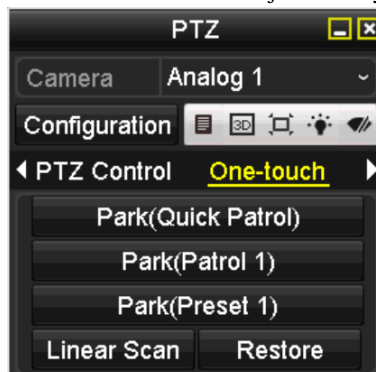 PTZ
Camera Analog 1
Configuration 3D
PTZ Control One-touch
Park(Quick Patrol)
Park(Patrol 1)
Park(Preset 1)
Linear Scan Restore